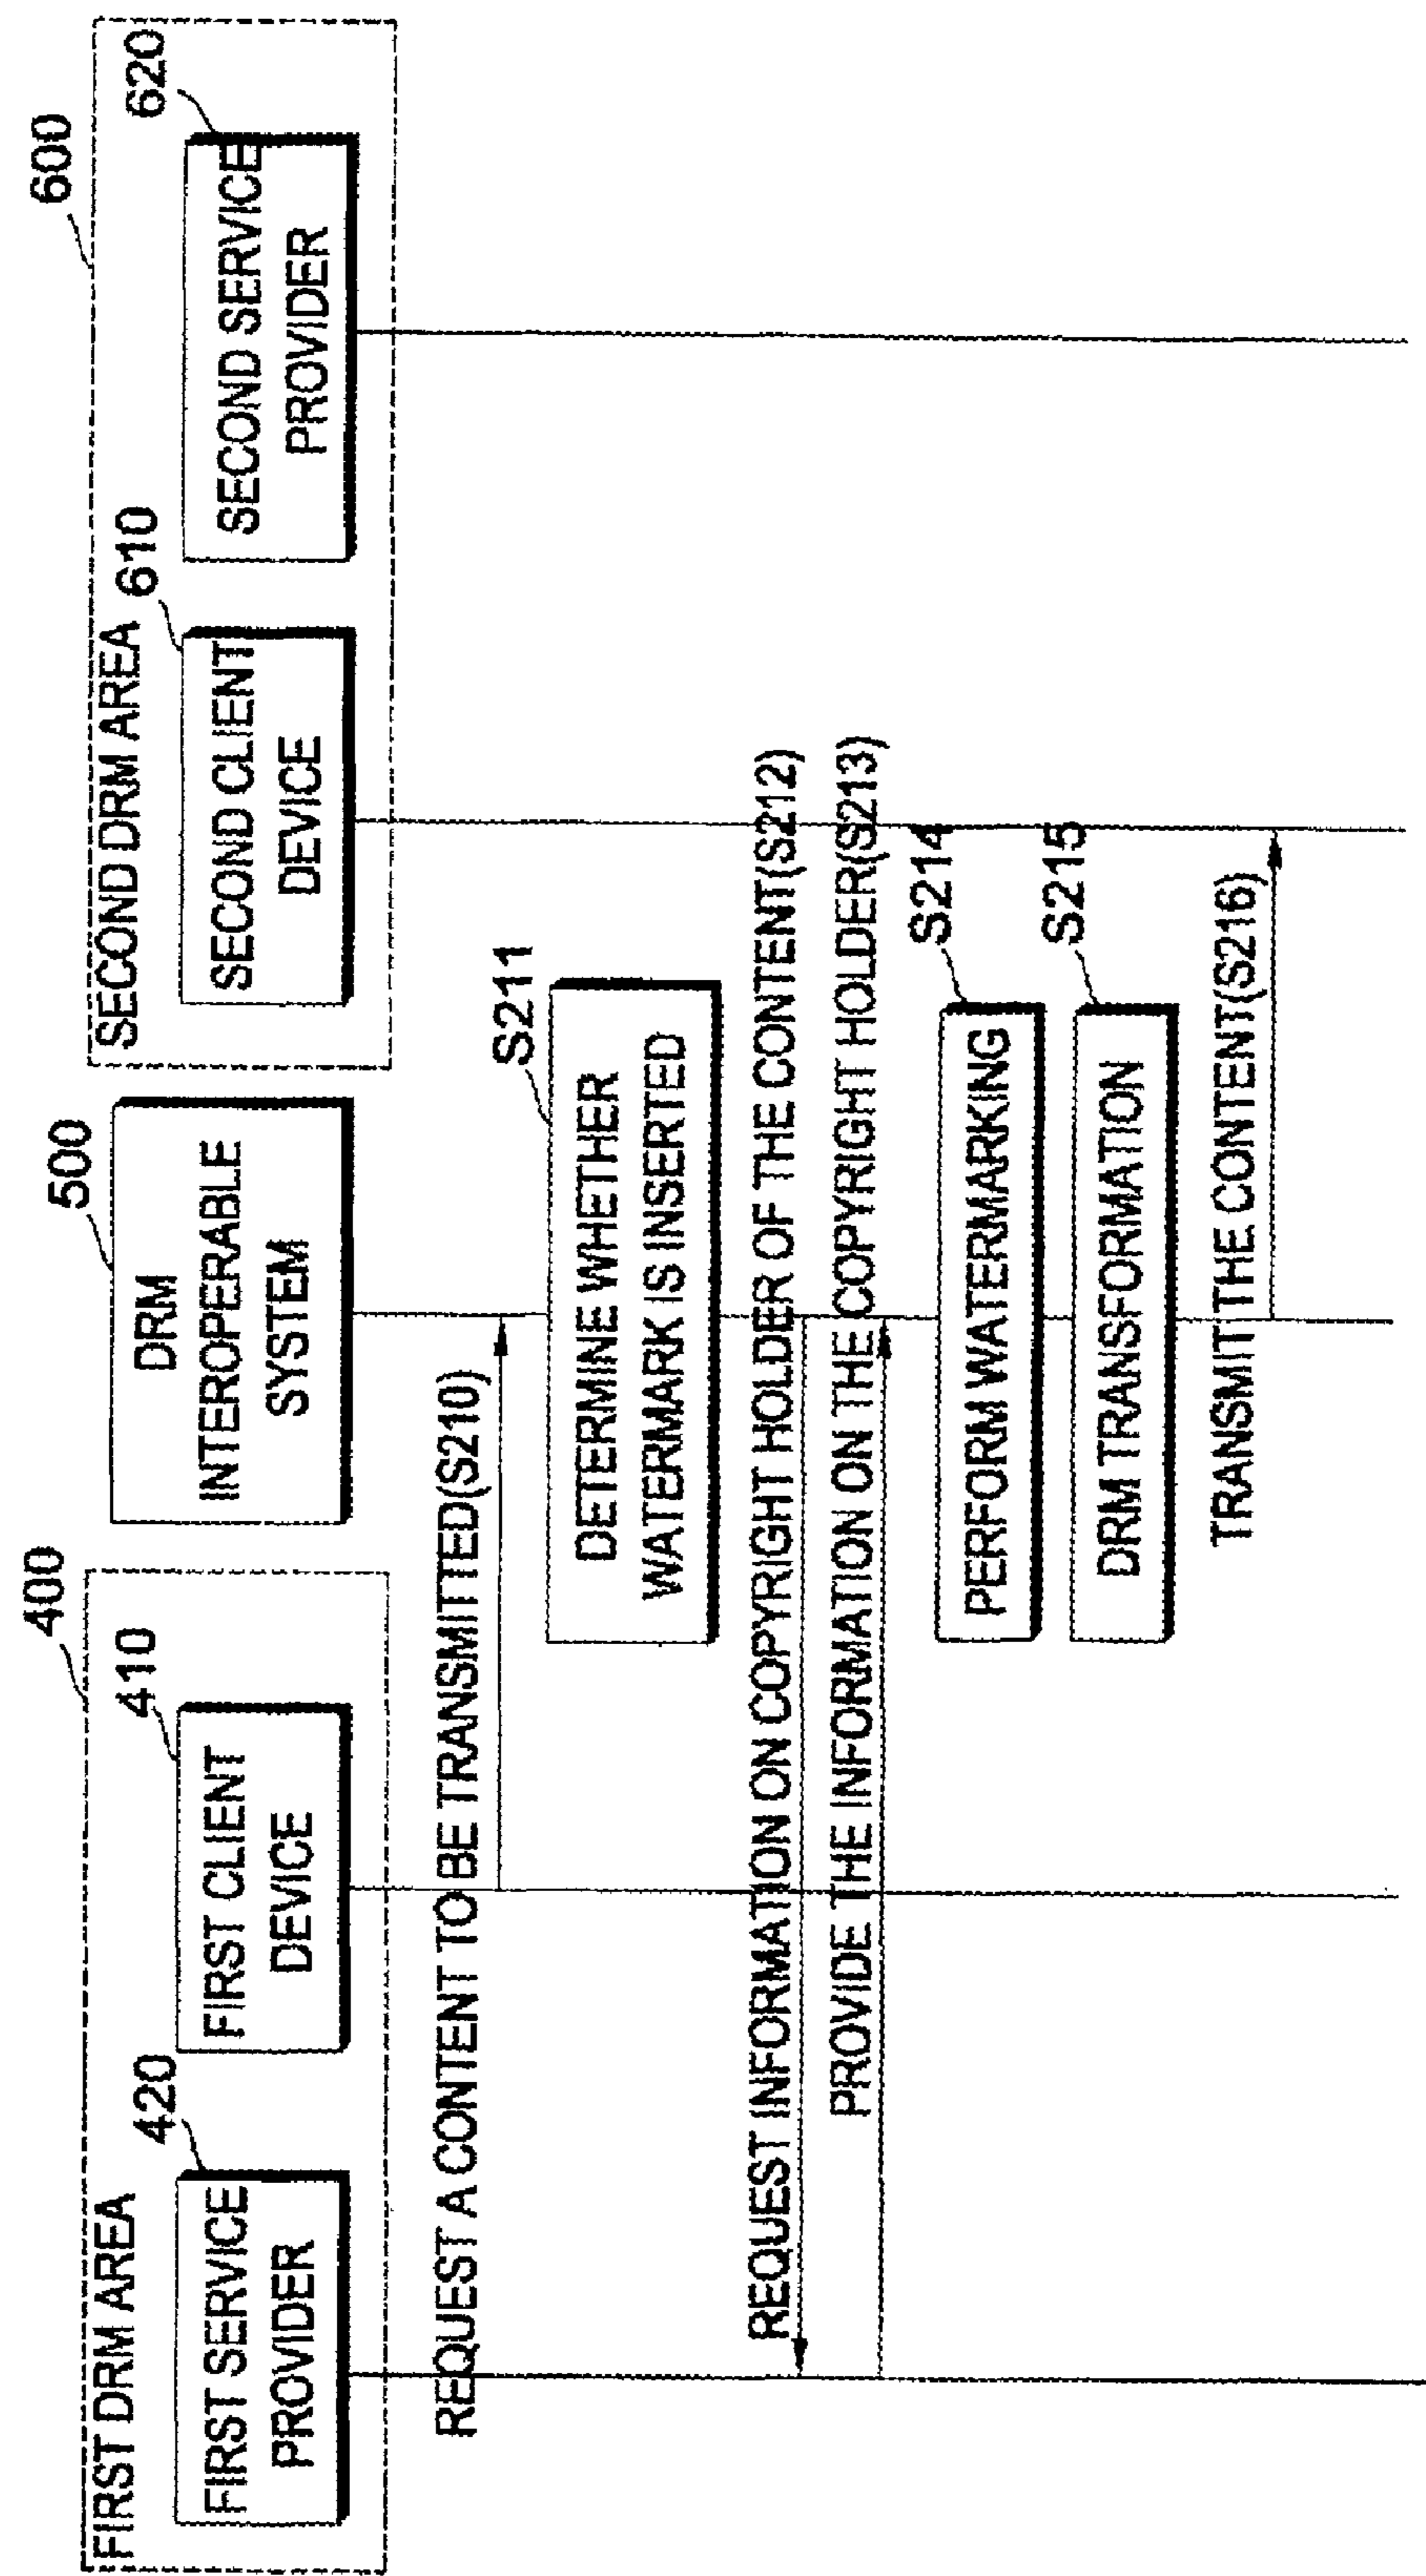 FIRST DRM AREA
400
420
FIRST SERVICE
PROVIDER
410
FIRST CLIENT
DEVICE
500
DRM
INTEROPERABLE
SYSTEM
600
SECOND DRM AREA
610
SECOND CLIENT
DEVICE
620
SECOND SERVICE
PROVIDER
REQUEST A CONTENT TO BE TRANSMITTED(S210)
S211
DETERMINE WHETHER
WATERMARK IS INSERTED
REQUEST INFORMATION ON COPYRIGHT HOLDER OF THE CONTENT(S212)
PROVIDE THE INFORMATION ON THE COPYRIGHT HOLDER(S213)
S214
PERFORM WATERMARKING
S215
DRM TRANSFORMATION
TRANSMIT THE CONTENT(S216)